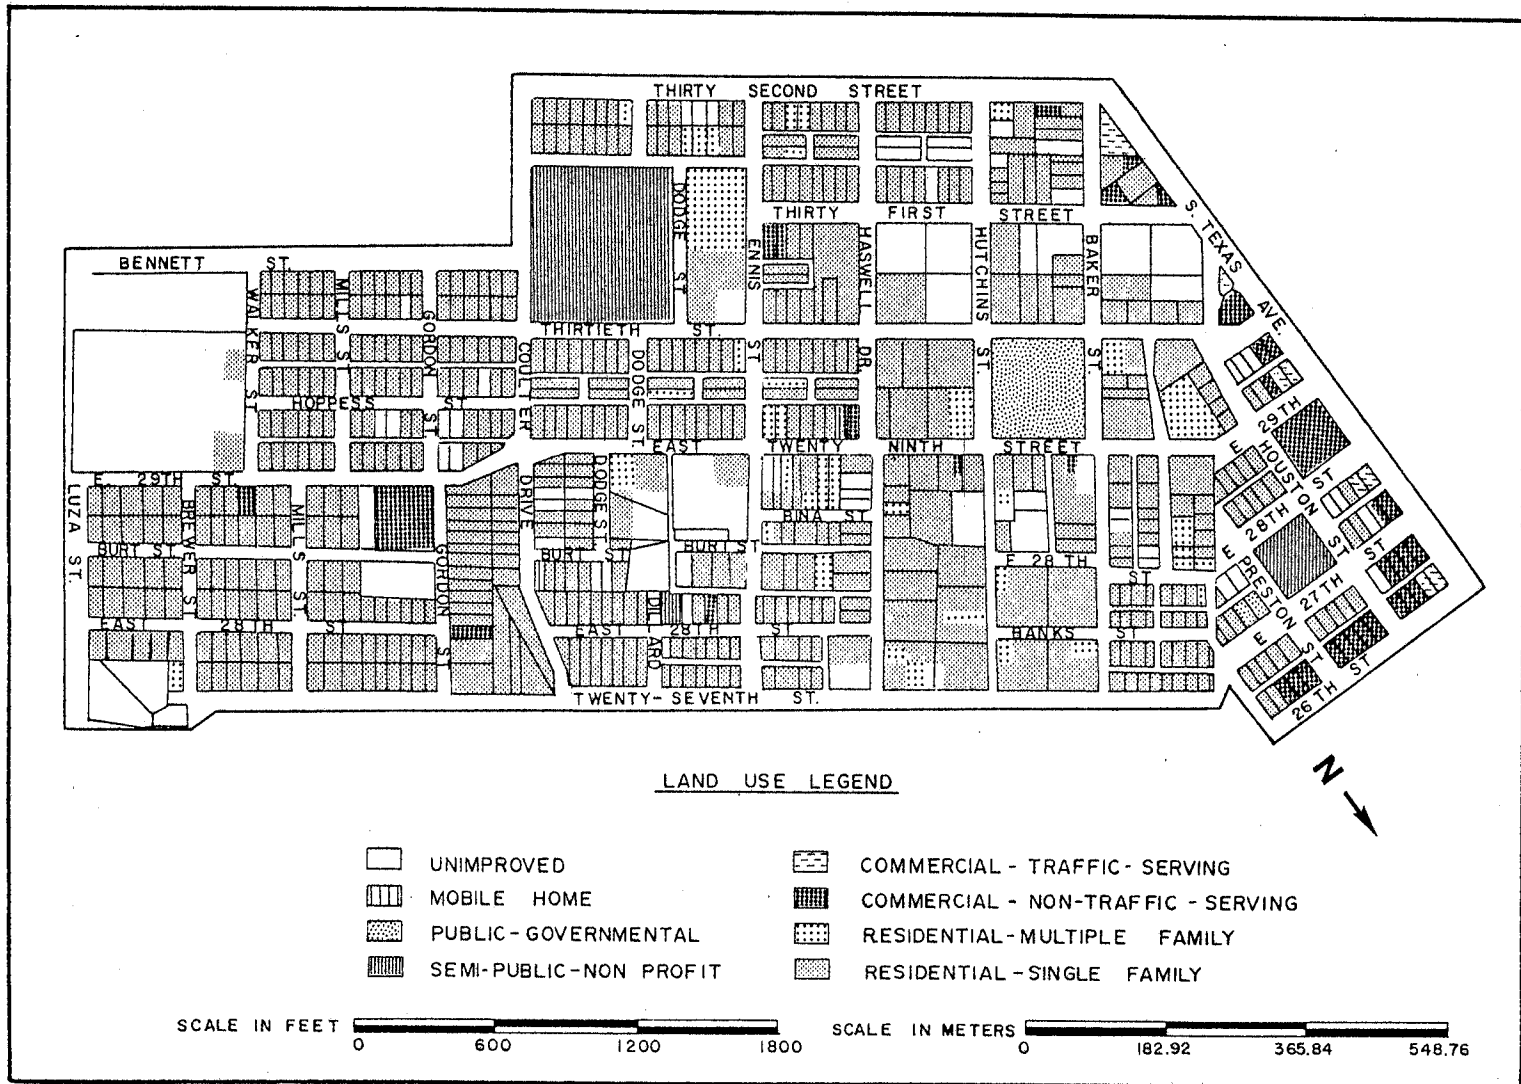 THIRTY SECOND STREET
DODGE ST
THIRTY FIRST STREET
S. TEXAS AVE.
ENNIS ST
HASWELL DR.
HUTCHINS ST.
BAKER ST.
BENNETT ST.
WALKER ST
MILLS ST
GORDON ST
THIRTIETH ST.
COULTER DRIVE
DODGE ST
HOPPESS ST
EAST TWENTY NINTH STREET
E 29TH ST
HOUSTON ST
E. 29TH ST.
E 28TH ST
LUZA ST.
BREWER ST
MILLS ST
DODGE ST
BINA ST
BURT ST
BURT ST
BURT ST
GORDON ST
E 28TH ST
PRESTON ST
E 27TH ST
EAST 28TH ST
DILLARD
EAST 28TH ST
BANKS ST
26TH ST
TWENTY-SEVENTH ST.
N
LAND USE LEGEND
UNIMPROVED
MOBILE HOME
PUBLIC-GOVERNMENTAL
SEMI-PUBLIC-NON PROFIT
COMMERCIAL-TRAFFIC-SERVING
COMMERCIAL-NON-TRAFFIC-SERVING
RESIDENTIAL-MULTIPLE FAMILY
RESIDENTIAL-SINGLE FAMILY
SCALE IN FEET
0 600 1200 1800
SCALE IN METERS
0 182.92 365.84 548.76